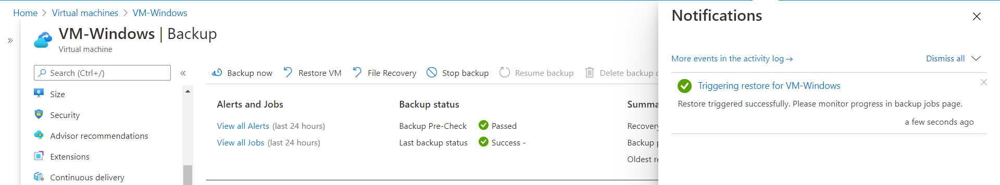 Home > Virtual machines > VM-Windows
VM-Windows | Backup
Virtual machine
Search (Ctrl+/)
Size
Security
Advisor recommendations
Extensions
Continuous delivery
Backup now Restore VM File Recovery Stop backup Resume backup Delete backup
Alerts and Jobs
View all Alerts (last 24 hours)
View all Jobs (last 24 hours)
Backup status
Backup Pre-Check Passed
Last backup status Success -
Summa
Recovery
Backup p
Oldest re
Notifications
More events in the activity log →
Dismiss all
Triggering restore for VM-Windows
Restore triggered successfully. Please monitor progress in backup jobs page.
a few seconds ago